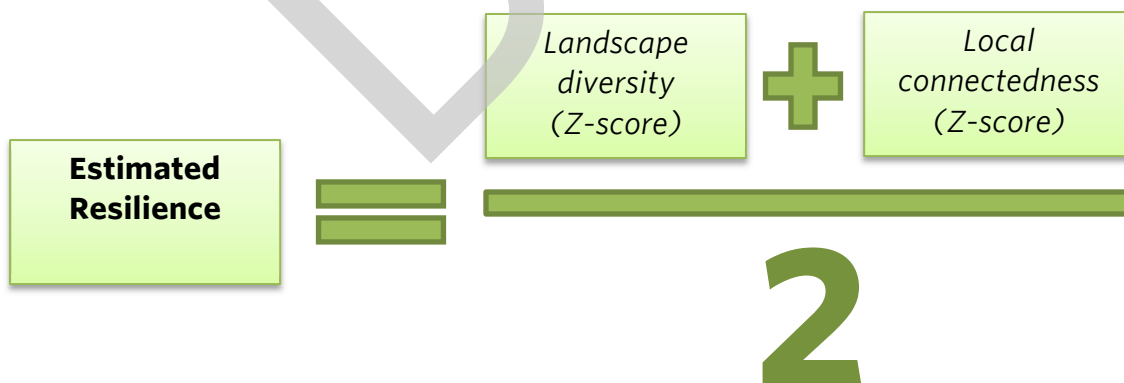 Landscape
diversity
(Z-score)
Local
connectedness
(Z-score)
Estimated
Resilience
2